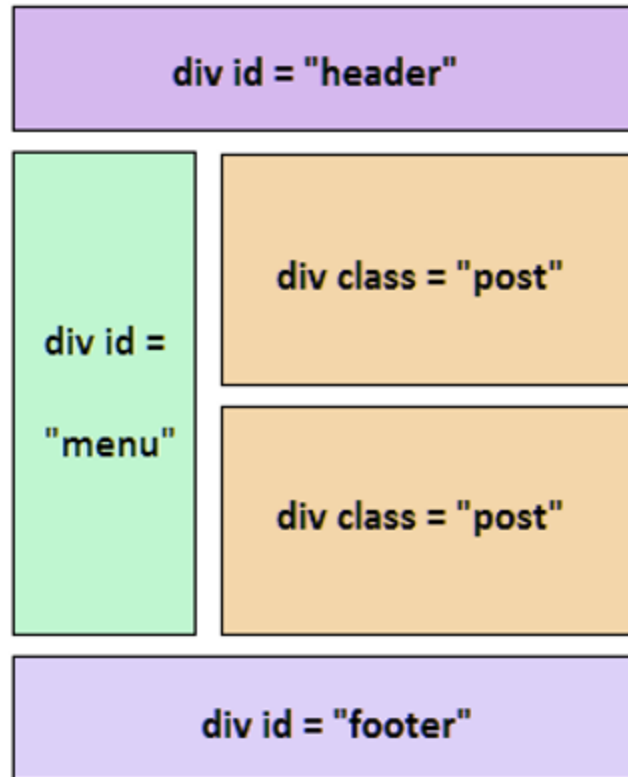 div id = "header"
div class = "post"
div id =
"menu"
div class = "post"
div id = "footer"